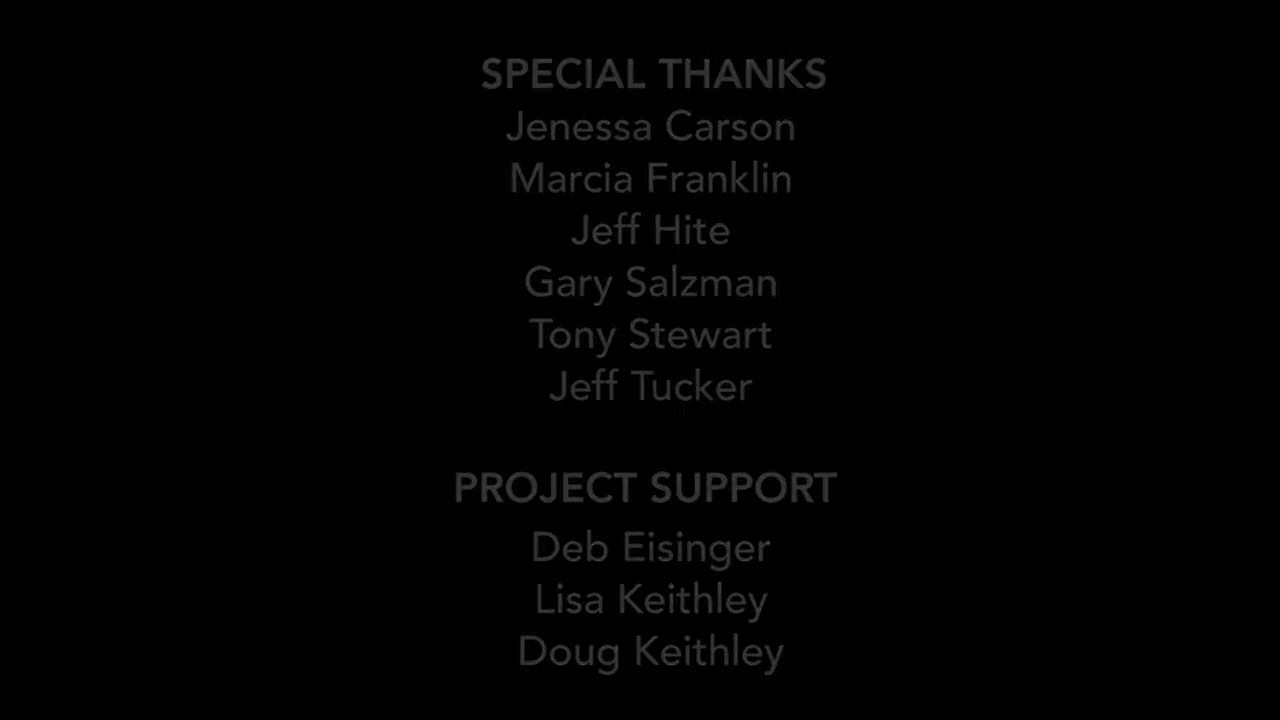 SPECIAL THANKS
Jenessa Carson
Marcia Franklin
Jeff Hite
Gary Salzman
Tony Stewart
Jeff Tucker
PROJECT SUPPORT
Deb Eisinger
Lisa Keithley
Doug Keithley